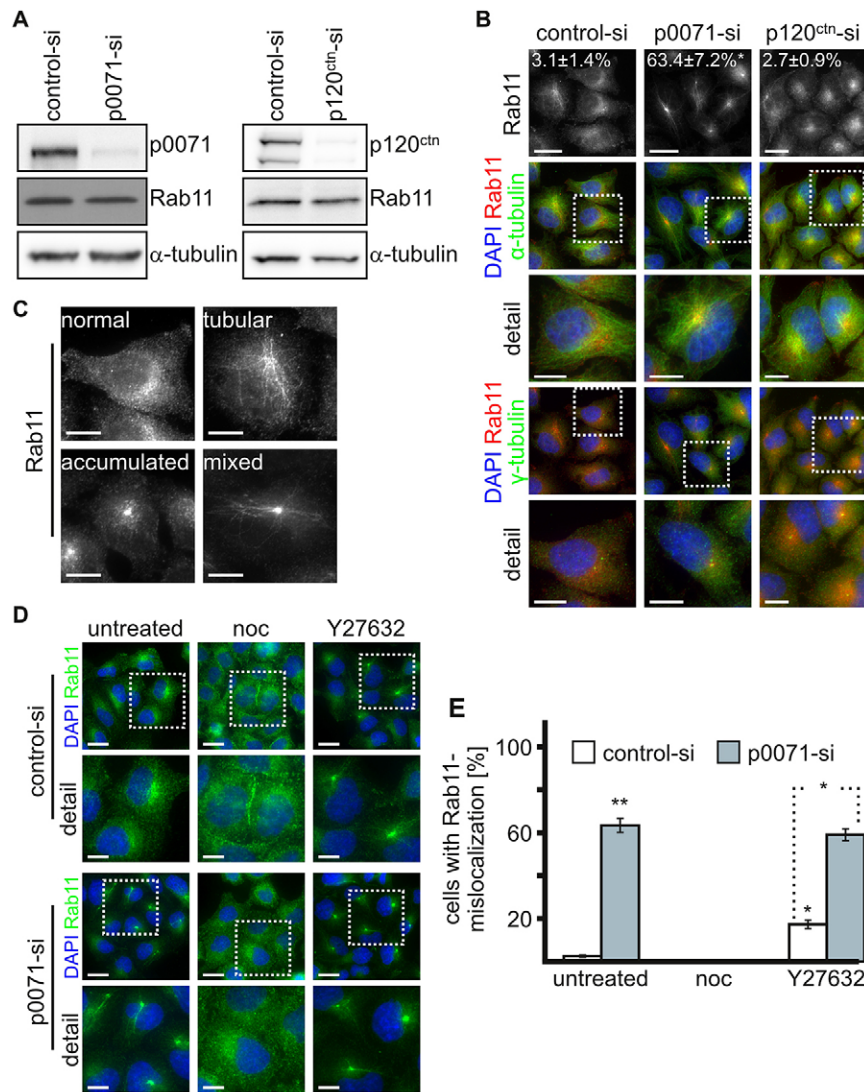 A
control-si
p0071-si
p0071
Rab11
α-tubulin
control-si
p120ctn-si
p120ctn
Rab11
α-tubulin
B
control-si p0071-si p120ctn-si
Rab11
3.1±1.4% 63.4±7.2%* 2.7±0.9%
DAPI Rab11
α-tubulin
detail
DAPI Rab11
γ-tubulin
detail
C
Rab11
normal tubular
accumulated mixed
D
untreated noc Y27632
control-si
DAPI Rab11
detail
p0071-si
DAPI Rab11
detail
E
cells with Rab11-
mislocalization [%]
100
60
20
control-si p0071-si
**
*
*
untreated noc Y27632